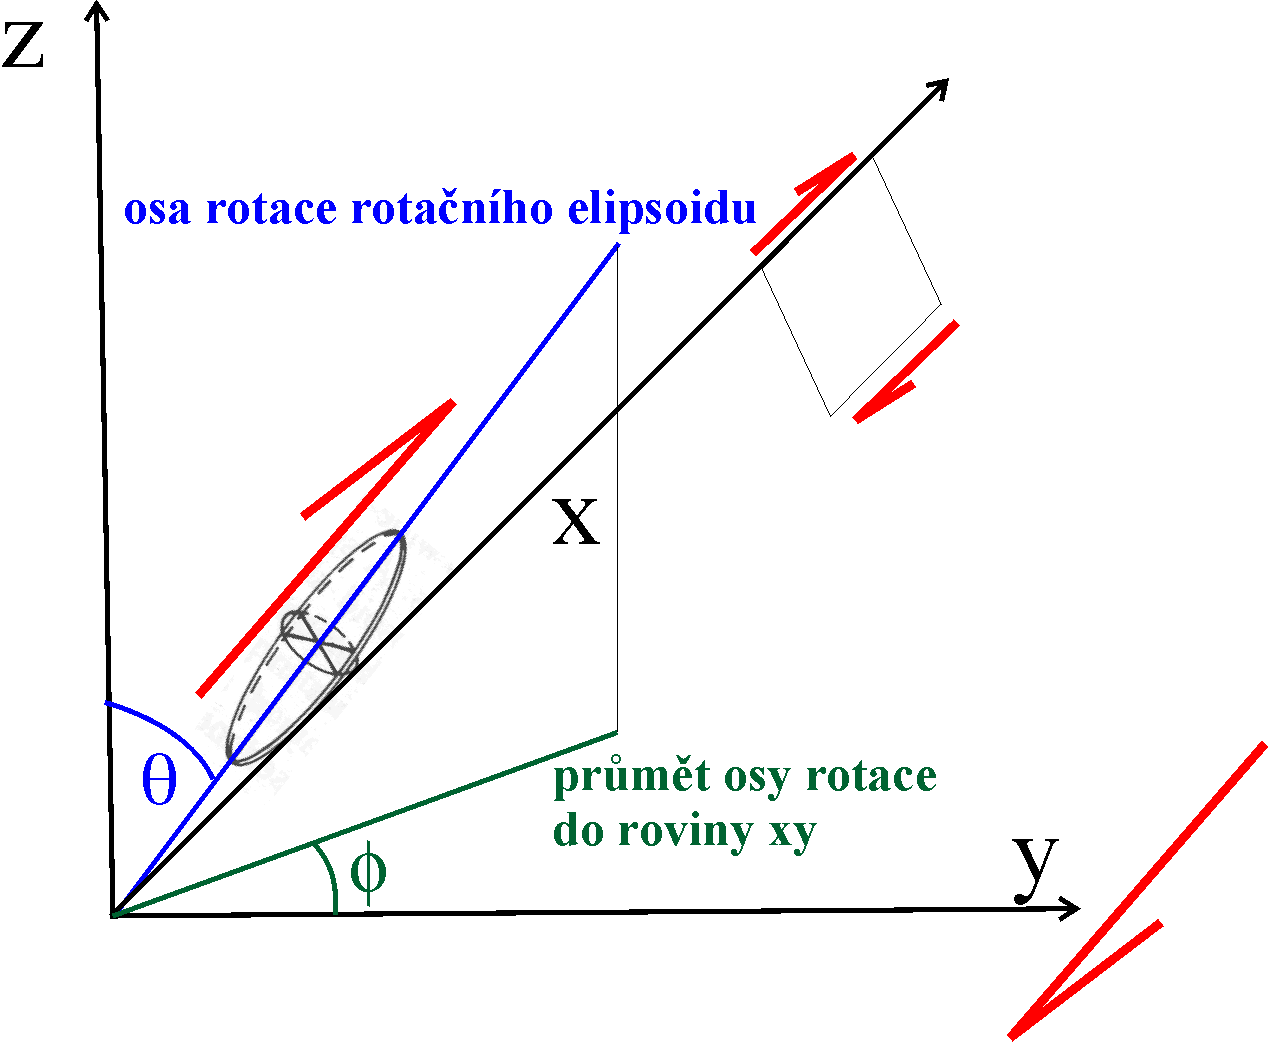 z
osa rotace rotačního elipsoidu
x
θ
průmět osy rotace
do roviny xy
ϕ
y